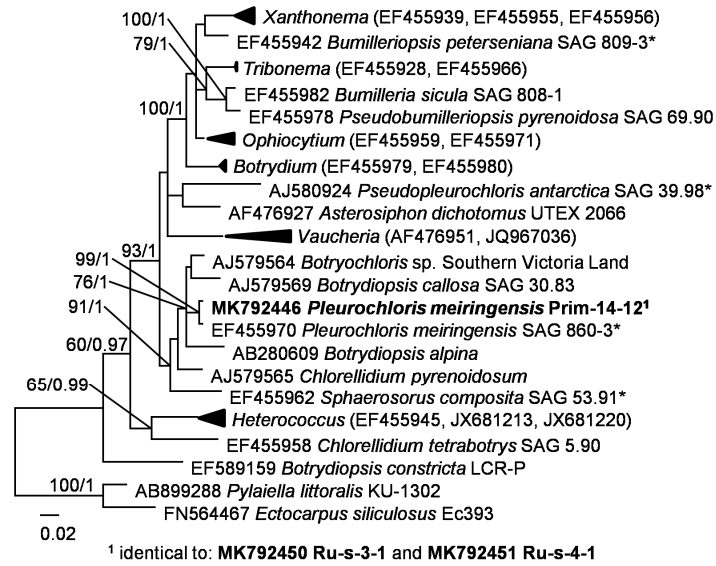 Xanthonema (EF455939, EF455955, EF455956)
100/1
EF455942 Bumilleriopsis peterseniana SAG 809-3*
79/1
Tribonema (EF455928, EF455966)
EF455982 Bumilleria sicula SAG 808-1
100/1
EF455978 Pseudobumilleriopsis pyrenoidosa SAG 69.90
Ophiocytium (EF455959, EF455971)
Botrydium (EF455979, EF455980)
AJ580924 Pseudopleurochloris antarctica SAG 39.98*
AF476927 Asterosiphon dichotomus UTEX 2066
Vaucheria (AF476951, JQ967036)
93/1
99/1
AJ579564 Botryochloris sp. Southern Victoria Land
76/1
AJ579569 Botrydiopsis callosa SAG 30.83
91/1
MK792446 Pleurochloris meiringensis Prim-14-12¹
EF455970 Pleurochloris meiringensis SAG 860-3*
60/0.97
AB280609 Botrydiopsis alpina
AJ579565 Chlorellidium pyrenoidosum
65/0.99
EF455962 Sphaerosorus composita SAG 53.91*
Heterococcus (EF455945, JX681213, JX681220)
EF455958 Chlorellidium tetrabotrys SAG 5.90
EF589159 Botrydiopsis constricta LCR-P
100/1
AB899288 Pylaiella littoralis KU-1302
FN564467 Ectocarpus siliculosus Ec393
0.02
¹ identical to: MK792450 Ru-s-3-1 and MK792451 Ru-s-4-1